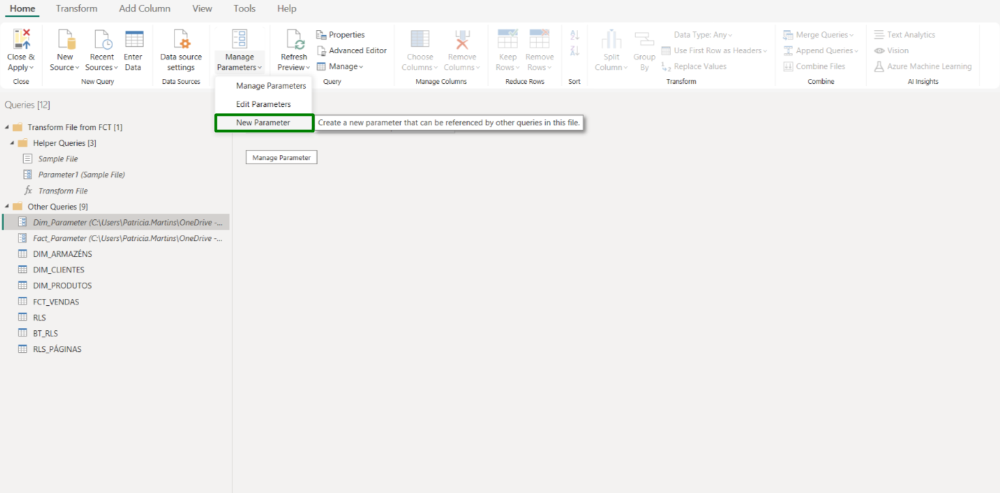 Home Transform Add Column View Tools Help
Close & Apply
New Source
Recent Sources
Enter Data
Data source settings
Manage Parameters
Refresh Preview
Properties
Advanced Editor
Manage
Choose Columns
Remove Columns
Keep Rows
Remove Rows
Split Column
Group By
Data Type: Any
Use First Row as Headers
1 2 Replace Values
Merge Queries
Append Queries
Combine Files
Text Analytics
Vision
Azure Machine Learning
Close New Query Data Sources Query Manage Columns Reduce Rows Sort Transform Combine AI Insights
Manage Parameters
Edit Parameters
New Parameter
Create a new parameter that can be referenced by other queries in this file.
Manage Parameter
Queries [12]
Transform File from FCT [1]
Helper Queries [3]
Sample File
Parameter1 (Sample File)
fx Transform File
Other Queries [9]
Dim_Parameter (C:\Users\Patricia.Martins\OneDrive -...
Fact_Parameter (C:\Users\Patricia.Martins\OneDrive -...
DIM_ARMAZÉNS
DIM_CLIENTES
DIM_PRODUTOS
FCT_VENDAS
RLS
BT_RLS
RLS_PÁGINAS